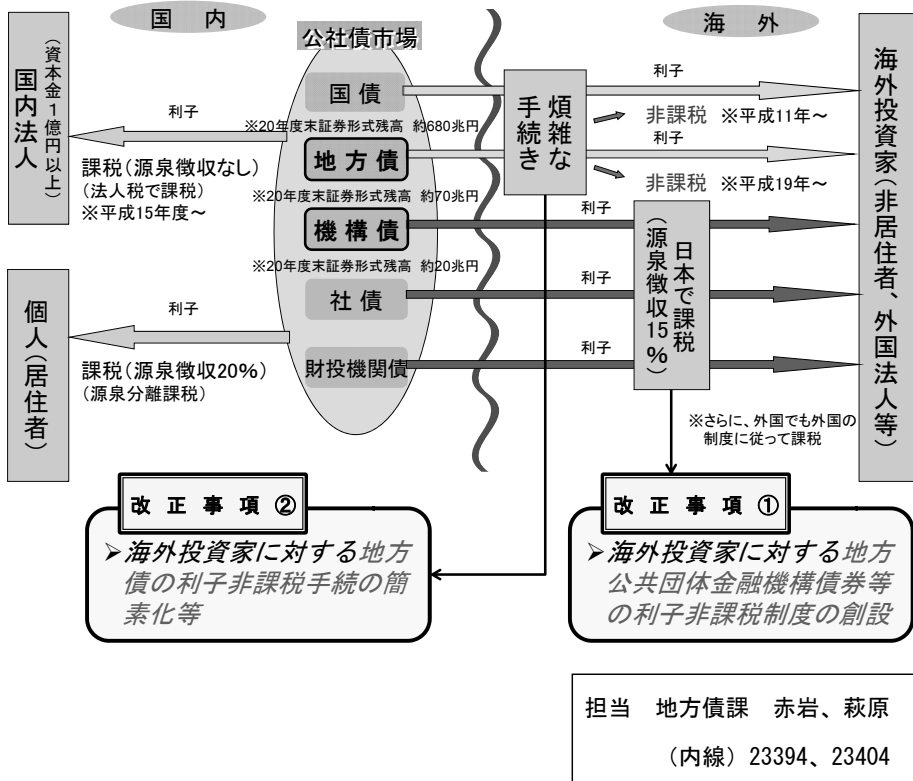 国　内
海　外
公社債市場
国内法人
（資本金１億円以上）
利子
課税（源泉徴収なし）
（法人税で課税）
※平成15年度～
個人（居住者）
利子
課税（源泉徴収20%）
（源泉分離課税）
国 債
※20年度末証券形式残高 約680兆円
地方債
※20年度末証券形式残高 約70兆円
機 構 債
※20年度末証券形式残高 約20兆円
社 債
財投機関債
煩雑な
手続き
利子
非課税 ※平成11年～
利子
非課税 ※平成19年～
利子
利子
利子
日本で課税
（源泉徴収15%）
※さらに、外国でも外国の
制度に従って課税
海外投資家（非居住者、外国法人等）
改 正 事 項 ②
➢海外投資家に対する地方
債の利子非課税手続の簡
素化等
改 正 事 項 ①
➢海外投資家に対する地方
公共団体金融機構債券等
の利子非課税制度の創設
担当　地方債課　赤岩、萩原
（内線）23394、23404